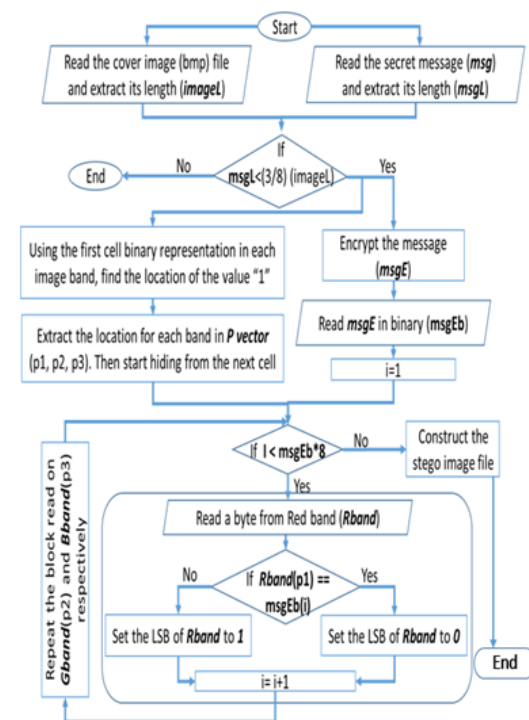 Start
Read the cover image (bmp) file
and extract its length (imageL)
Read the secret message (msg)
and extract its length (msgL)
If
msgL<(3/8) (imageL)
No
Yes
End
Using the first cell binary representation in each
image band, find the location of the value "1"
Encrypt the message
(msgE)
Extract the location for each band in P vector
(p1, p2, p3). Then start hiding from the next cell
Read msgE in binary (msgEb)
i=1
If I < msgEb*8
No
Construct the
stego image file
Yes
Repeat the block read on
Gband(p2) and Bband(p3)
respectively
Read a byte from Red band (Rband)
If Rband(p1) ==
msgEb(i)
No
Yes
Set the LSB of Rband to 1
Set the LSB of Rband to 0
i= i+1
End